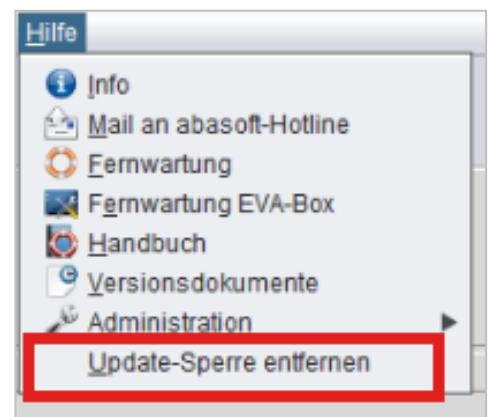 Hilfe
Info
Mail an abasoft-Hotline
Fernwartung
Fernwartung EVA-Box
Handbuch
Versionsdokumente
Administration
Update-Sperre entfernen